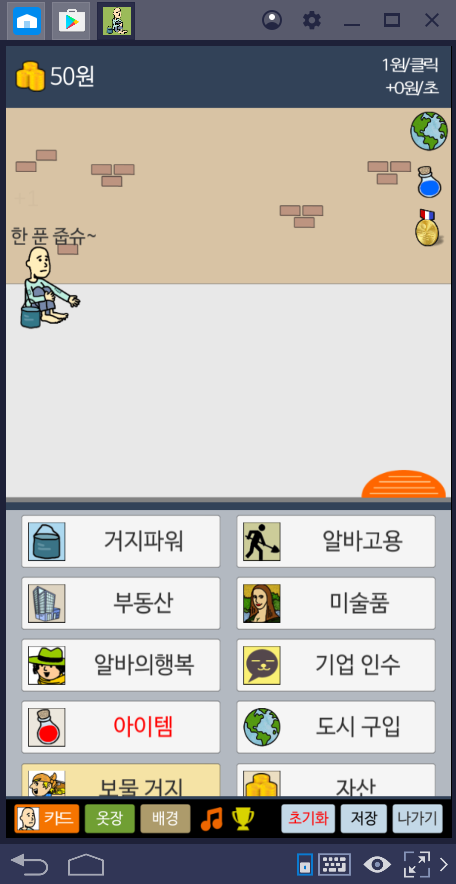 50원
1원/클릭
+0원/초
한 푼 줍슈~
거지파워
알바고용
부동산
미술품
알바의행복
기업 인수
아이템
도시 구입
보물 거지
자산
카드
옷장
배경
초기화
저장
나가기